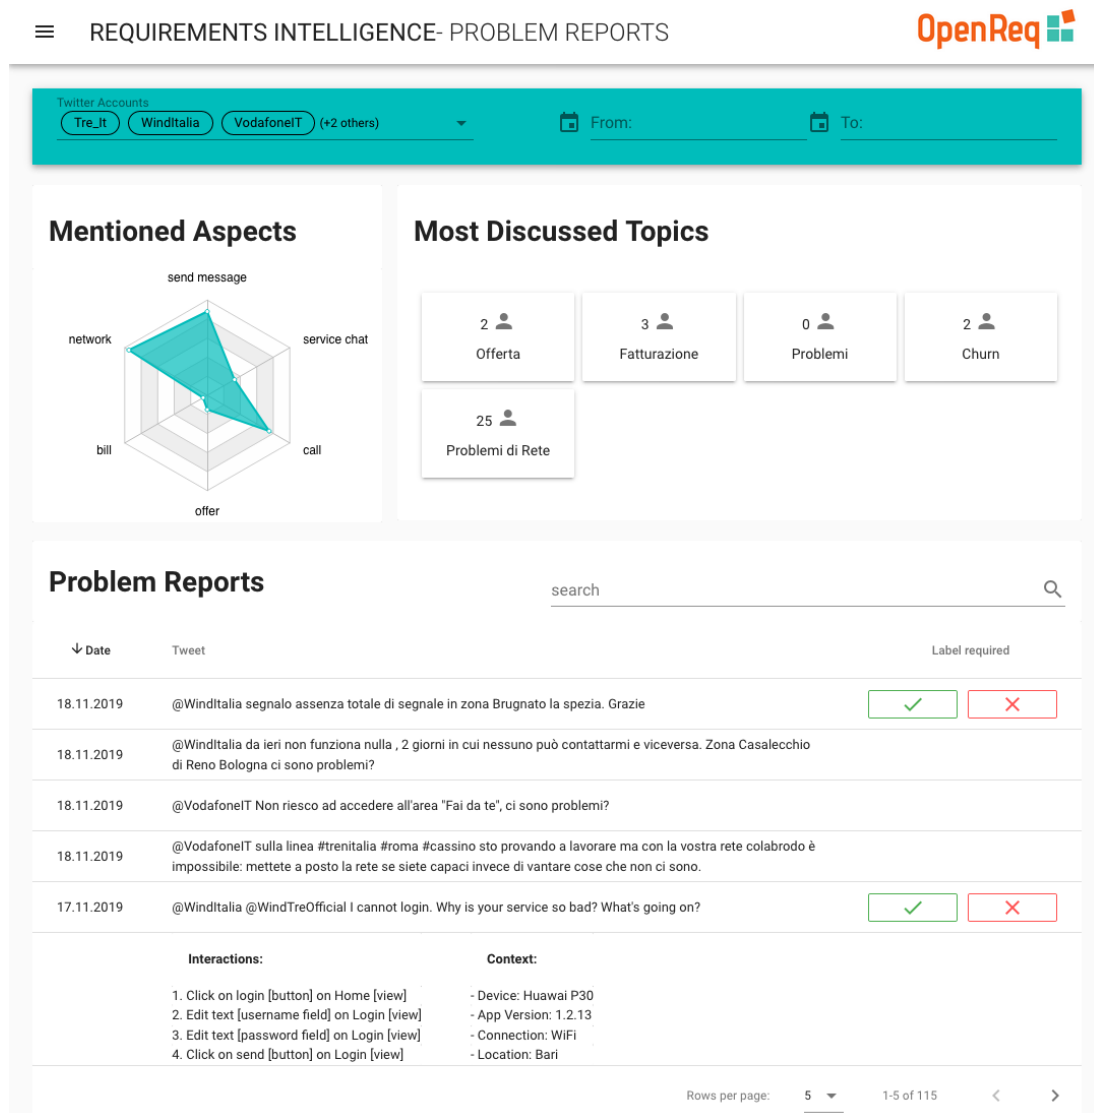 REQUIREMENTS INTELLIGENCE- PROBLEM REPORTS
OpenReq
Twitter Accounts
Tre_It WindItalia VodafoneIT (+2 others)
From:
To:
Mentioned Aspects
send message
network
service chat
bill
call
offer
Most Discussed Topics
2
Offerta
3
Fatturazione
0
Problemi
2
Churn
25
Problemi di Rete
Problem Reports
search
Date Tweet Label required
18.11.2019 @WindItalia segnalo assenza totale di segnale in zona Brugnato la spezia. Grazie
18.11.2019 @WindItalia da ieri non funziona nulla , 2 giorni in cui nessuno può contattarmi e viceversa. Zona Casalecchio
di Reno Bologna ci sono problemi?
18.11.2019 @VodafoneIT Non riesco ad accedere all'area "Fai da te", ci sono problemi?
18.11.2019 @VodafoneIT sulla linea #trenitalia #roma #cassino sto provando a lavorare ma con la vostra rete colabrodo è
impossibile: mettete a posto la rete se siete capaci invece di vantare cose che non ci sono.
17.11.2019 @WindItalia @WindTreOfficial I cannot login. Why is your service so bad? What's going on?
Interactions:
1. Click on login [button] on Home [view]
2. Edit text [username field] on Login [view]
3. Edit text [password field] on Login [view]
4. Click on send [button] on Login [view]
Context:
- Device: Huawai P30
- App Version: 1.2.13
- Connection: WiFi
- Location: Bari
Rows per page: 5 1-5 of 115